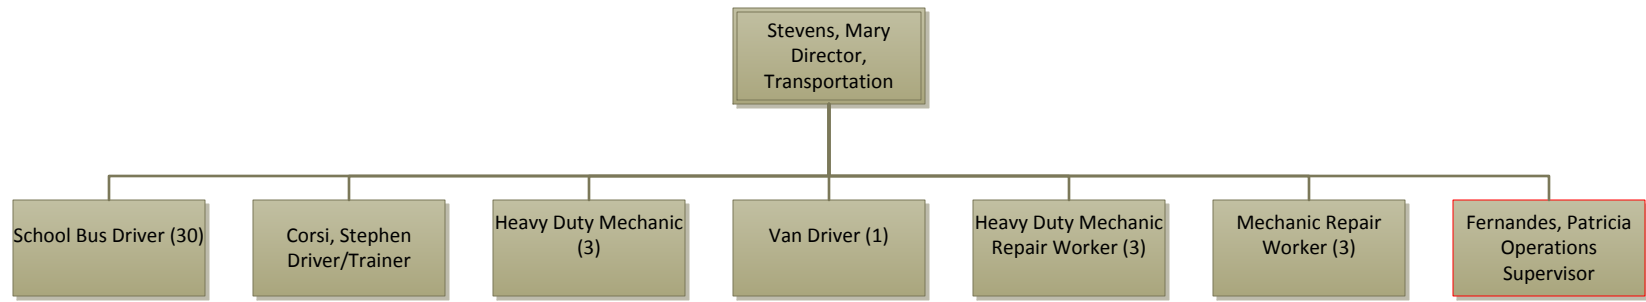 Stevens, Mary
Director,
Transportation
School Bus Driver (30)
Corsi, Stephen
Driver/Trainer
Heavy Duty Mechanic
(3)
Van Driver (1)
Heavy Duty Mechanic
Repair Worker (3)
Mechanic Repair
Worker (3)
Fernandes, Patricia
Operations
Supervisor